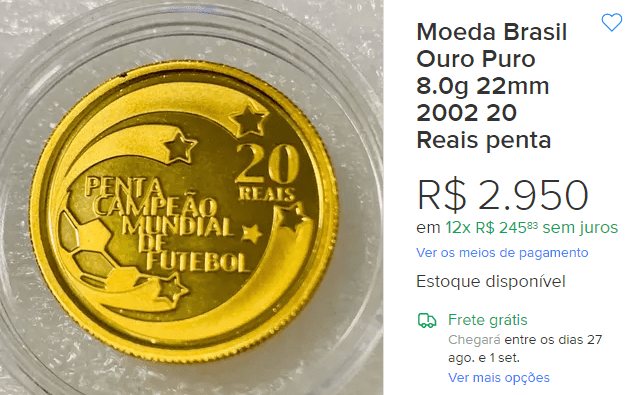 PENTA
CAMPEÃO
MUNDIAL
DE
FUTEBOL
20
REAIS
Moeda Brasil
Ouro Puro
8.0g 22mm
2002 20
Reais penta
R$ 2.950
em 12x R$ 245⁸³ sem juros
Ver os meios de pagamento
Estoque disponível
Frete grátis
Chegará entre os dias 27
ago. e 1 set.
Ver mais opções